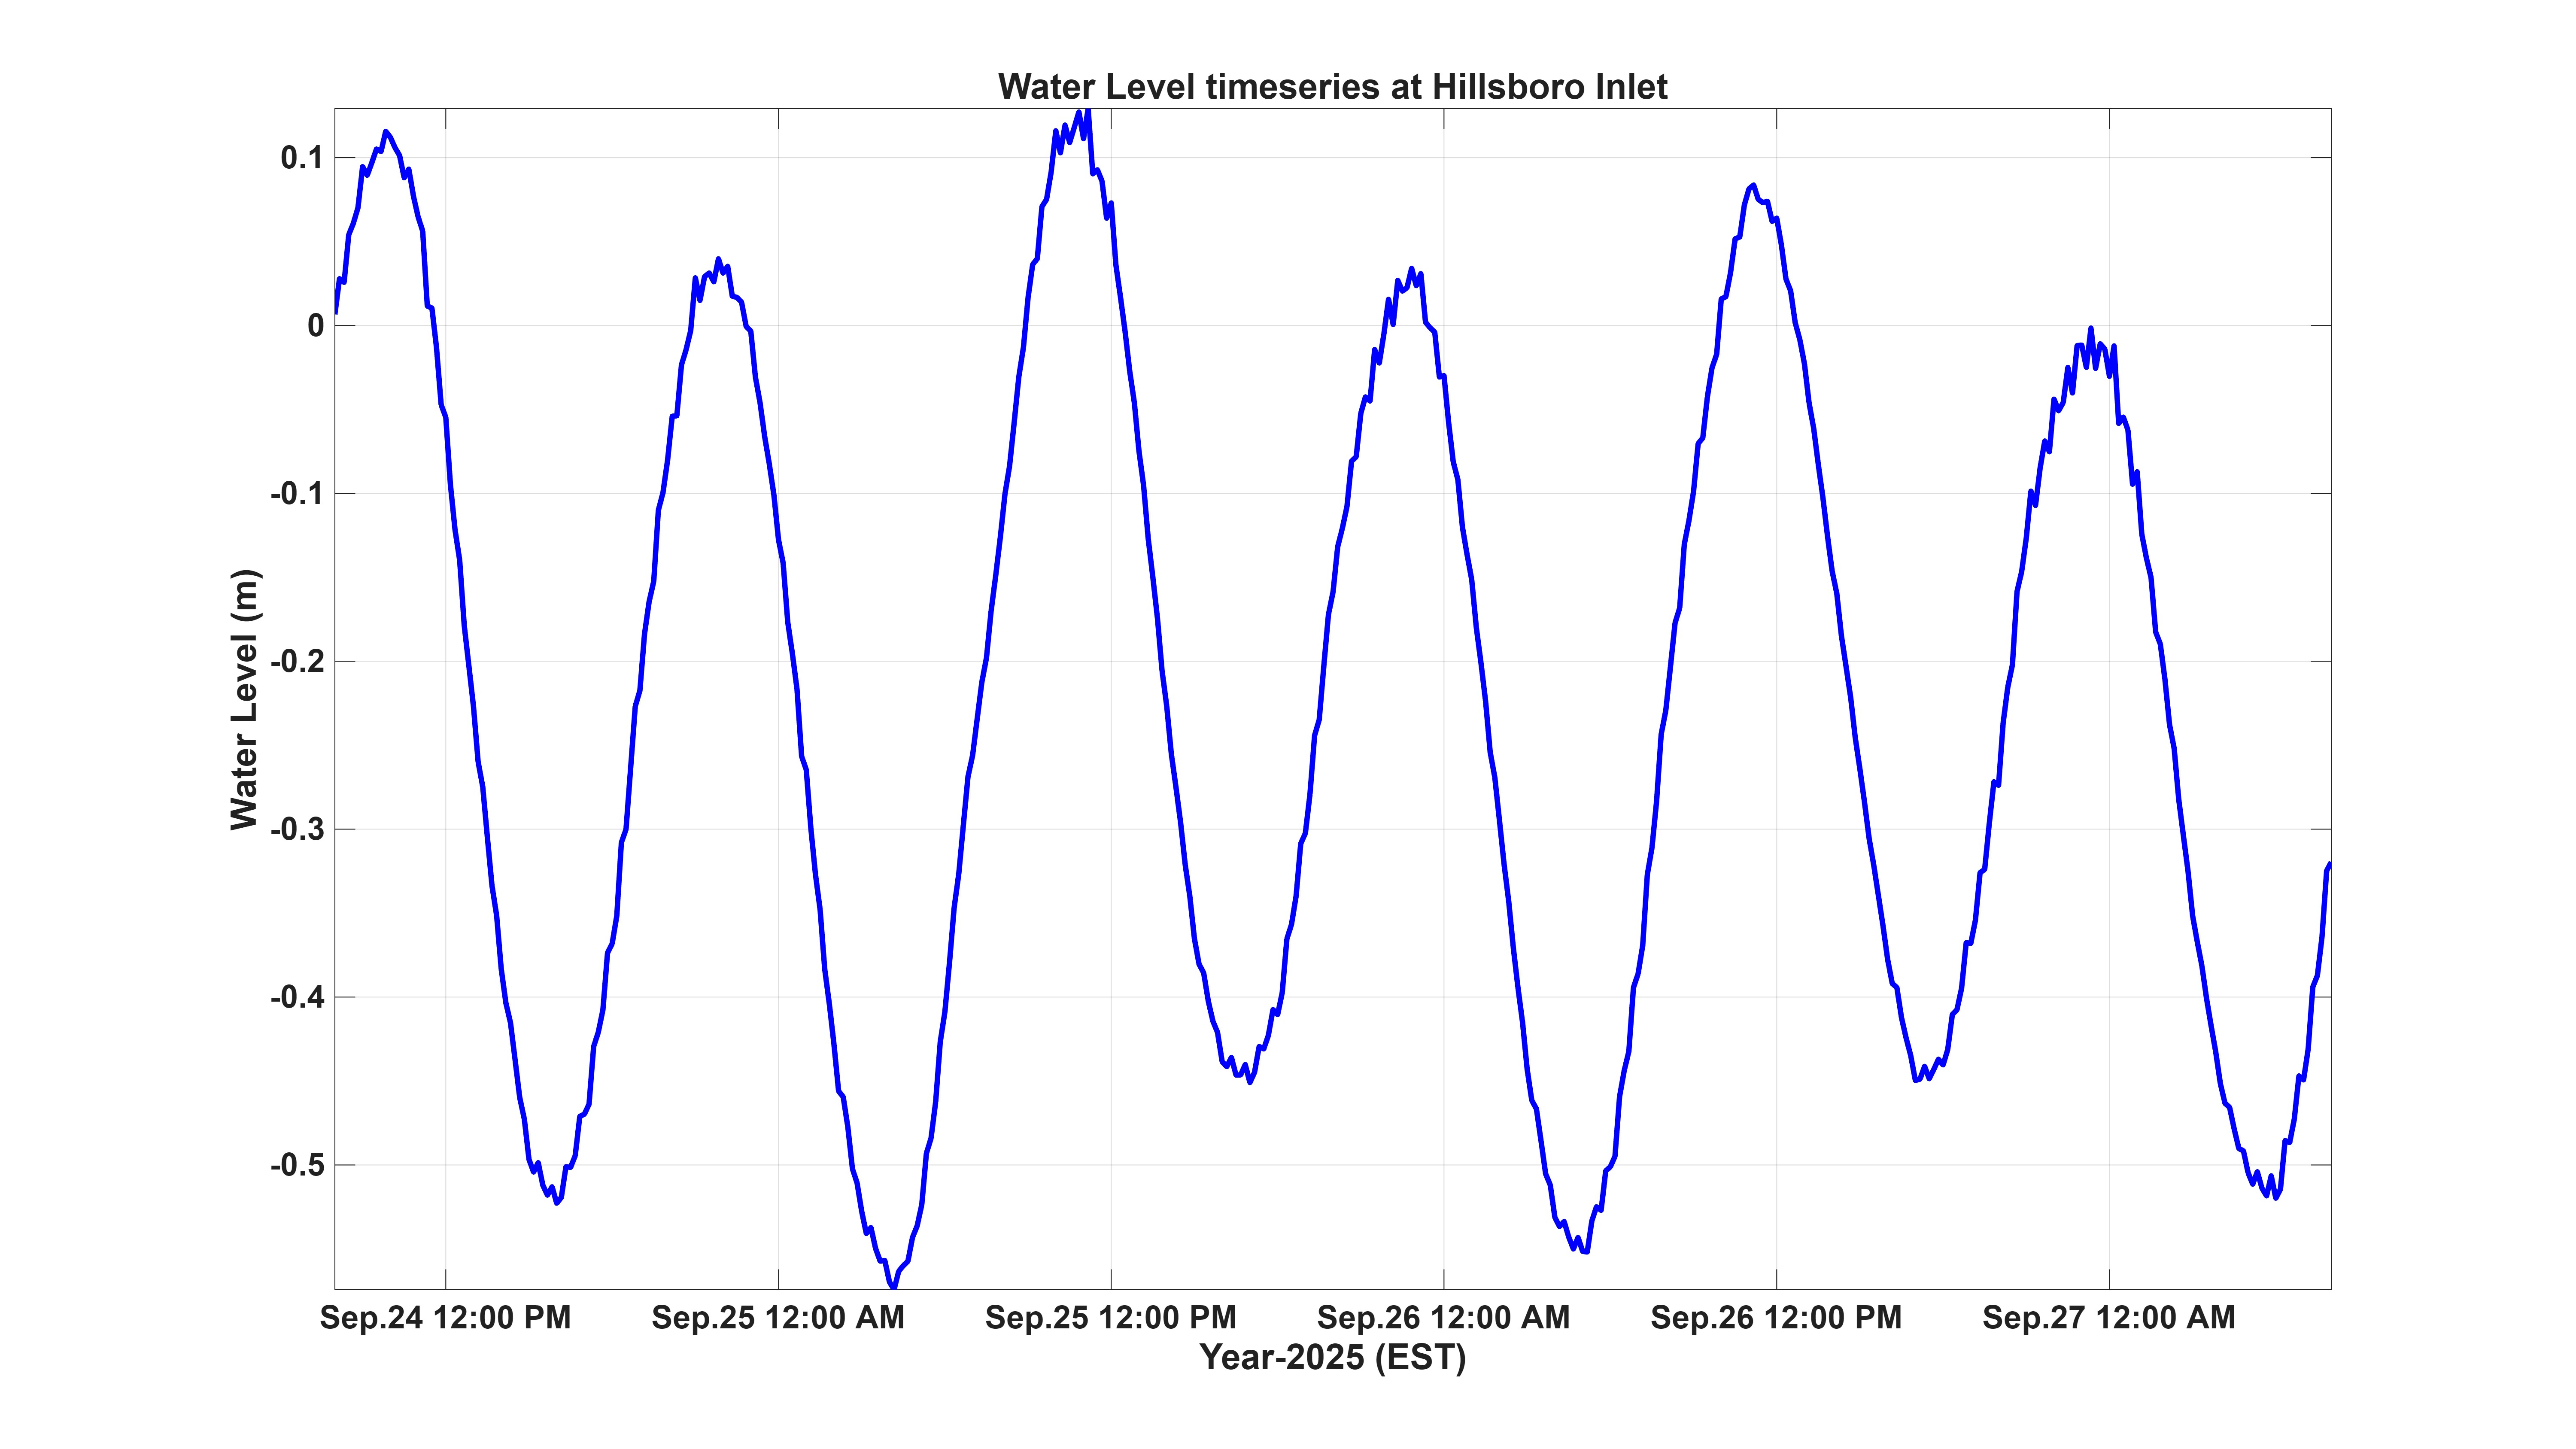 Water Level timeseries at Hillsboro Inlet
0.1
0
-0.1
-0.2
-0.3
-0.4
-0.5
Water Level (m)
Sep.24 12:00 PM
Sep.25 12:00 AM
Sep.25 12:00 PM
Sep.26 12:00 AM
Sep.26 12:00 PM
Sep.27 12:00 AM
Year-2025 (EST)